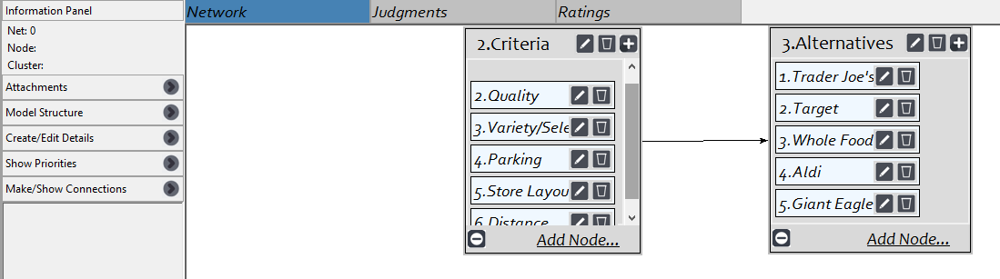 Information Panel
Network
Judgments
Ratings
Net: 0
Node:
Cluster:
Attachments
Model Structure
Create/Edit Details
Show Priorities
Make/Show Connections
2.Criteria
2.Quality
3.Variety/Sele
4.Parking
5.Store Layou
6.Distance
Add Node...
3.Alternatives
1.Trader Joe's
2.Target
3.Whole Food
4.Aldi
5.Giant Eagle
Add Node...